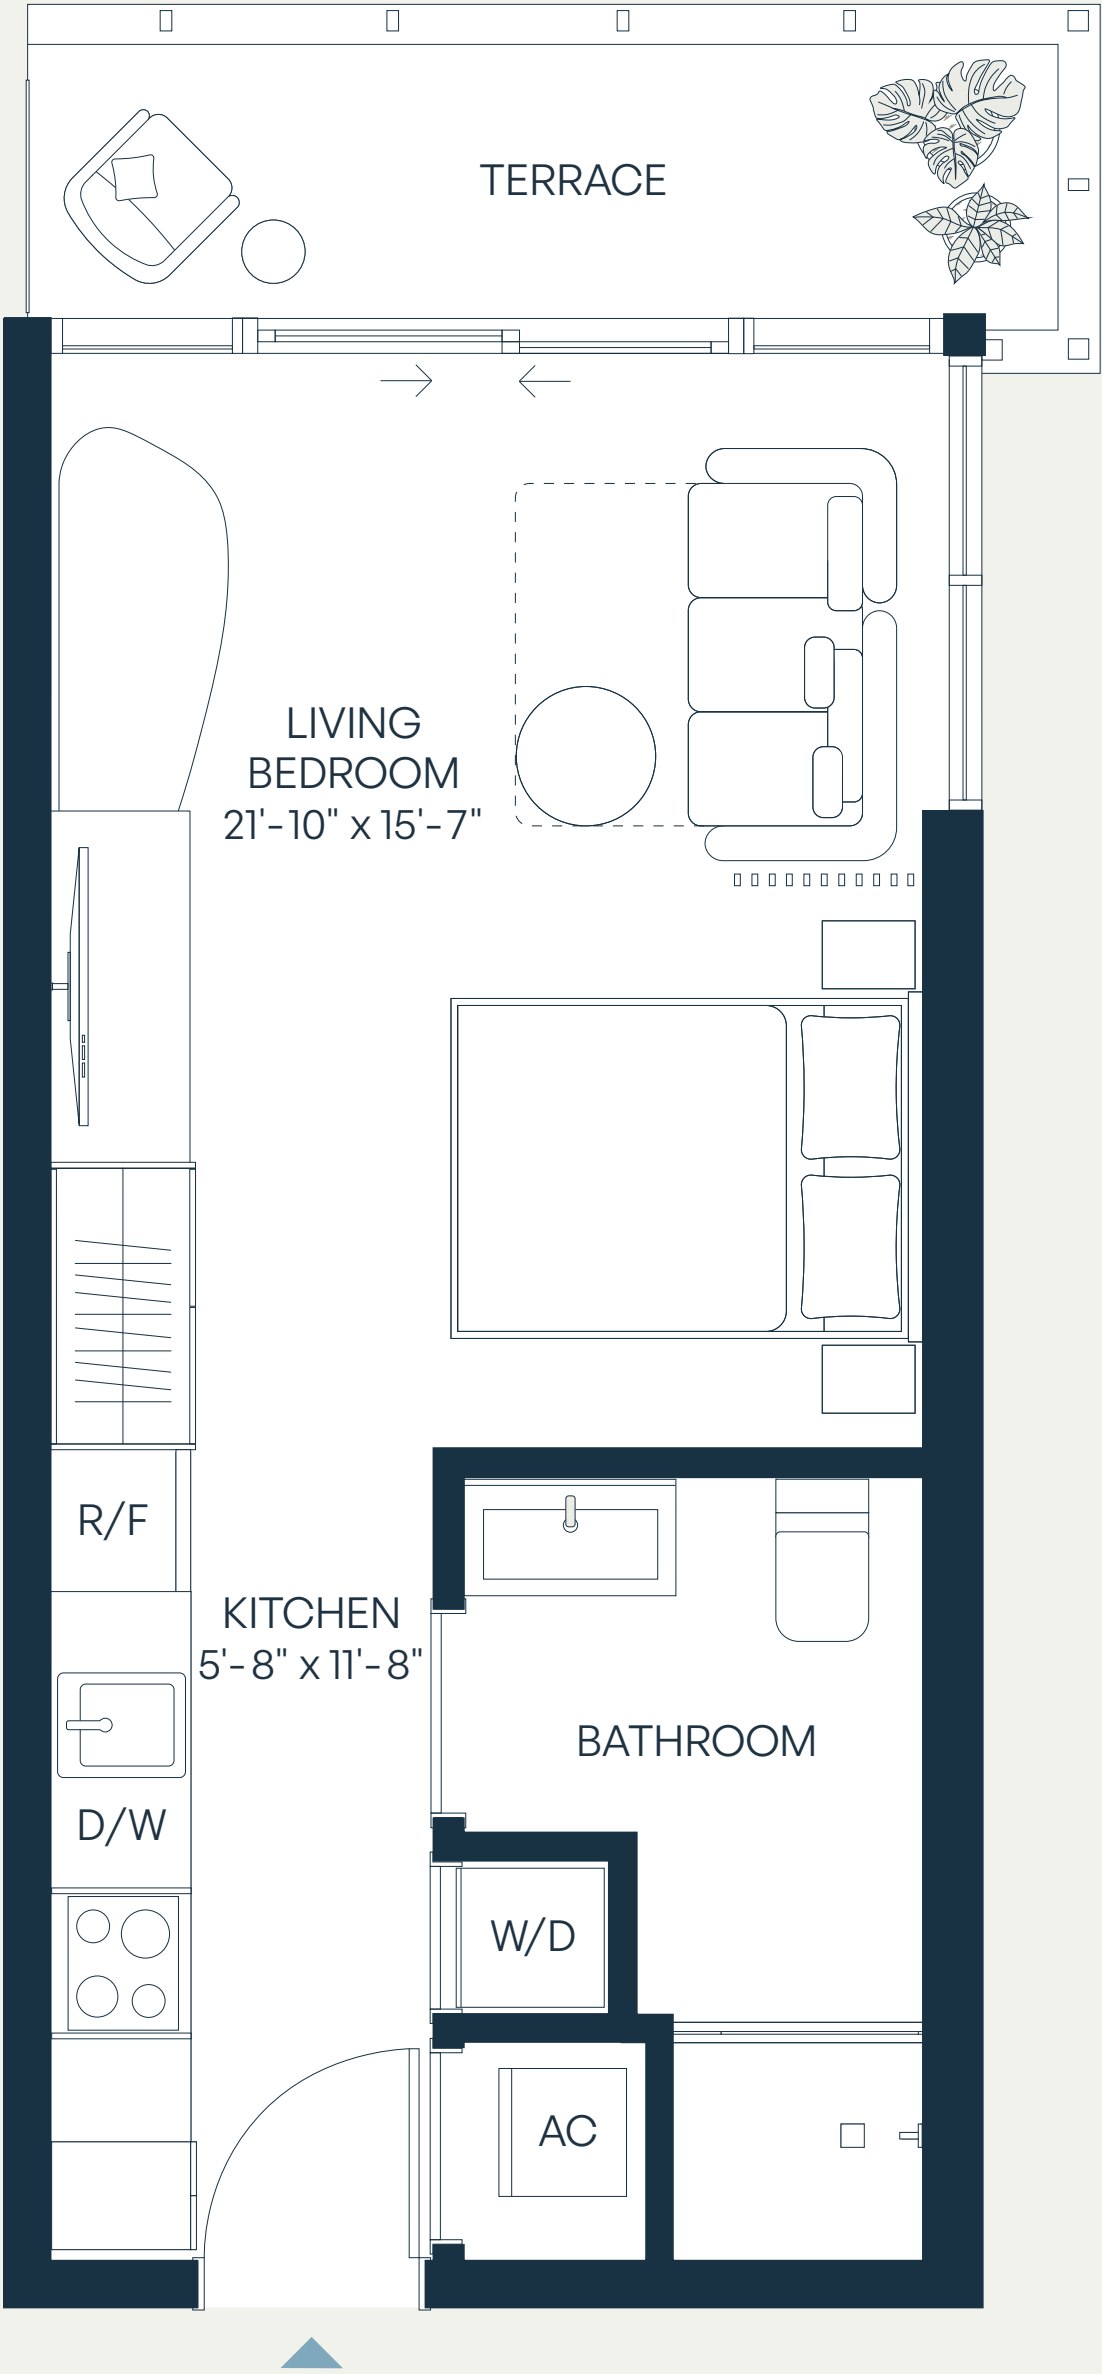 TERRACE
LIVING
BEDROOM
21'-10" x 15'-7"
R/F
KITCHEN
5'-8" x 11'-8"
BATHROOM
D/W
W/D
AC